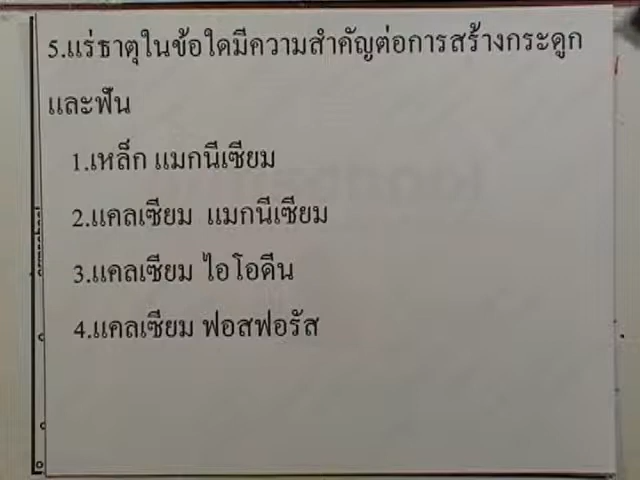 5.แร่ธาตุในข้อใดมีความสำคัญต่อการสร้างกระดูก
และฟัน
1.เหล็ก แมกนีเซียม
2.แคลเซียม แมกนีเซียม
3.แคลเซียม ไอโอดีน
4.แคลเซียม ฟอสฟอรัส